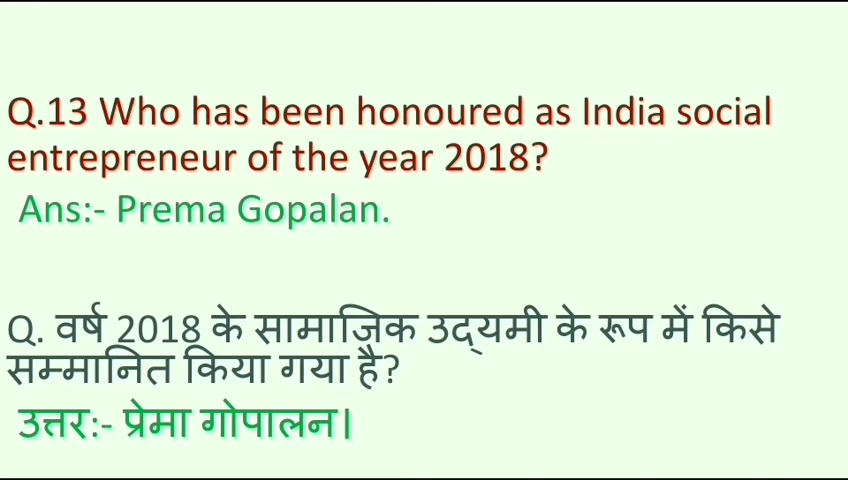 Q.13 Who has been honoured as India social
entrepreneur of the year 2018?
Ans:- Prema Gopalan.
Q. वर्ष 2018 के सामाजिक उद्यमी के रूप में किसे
सम्मानित किया गया है?
उत्तर:- प्रेमा गोपालन।